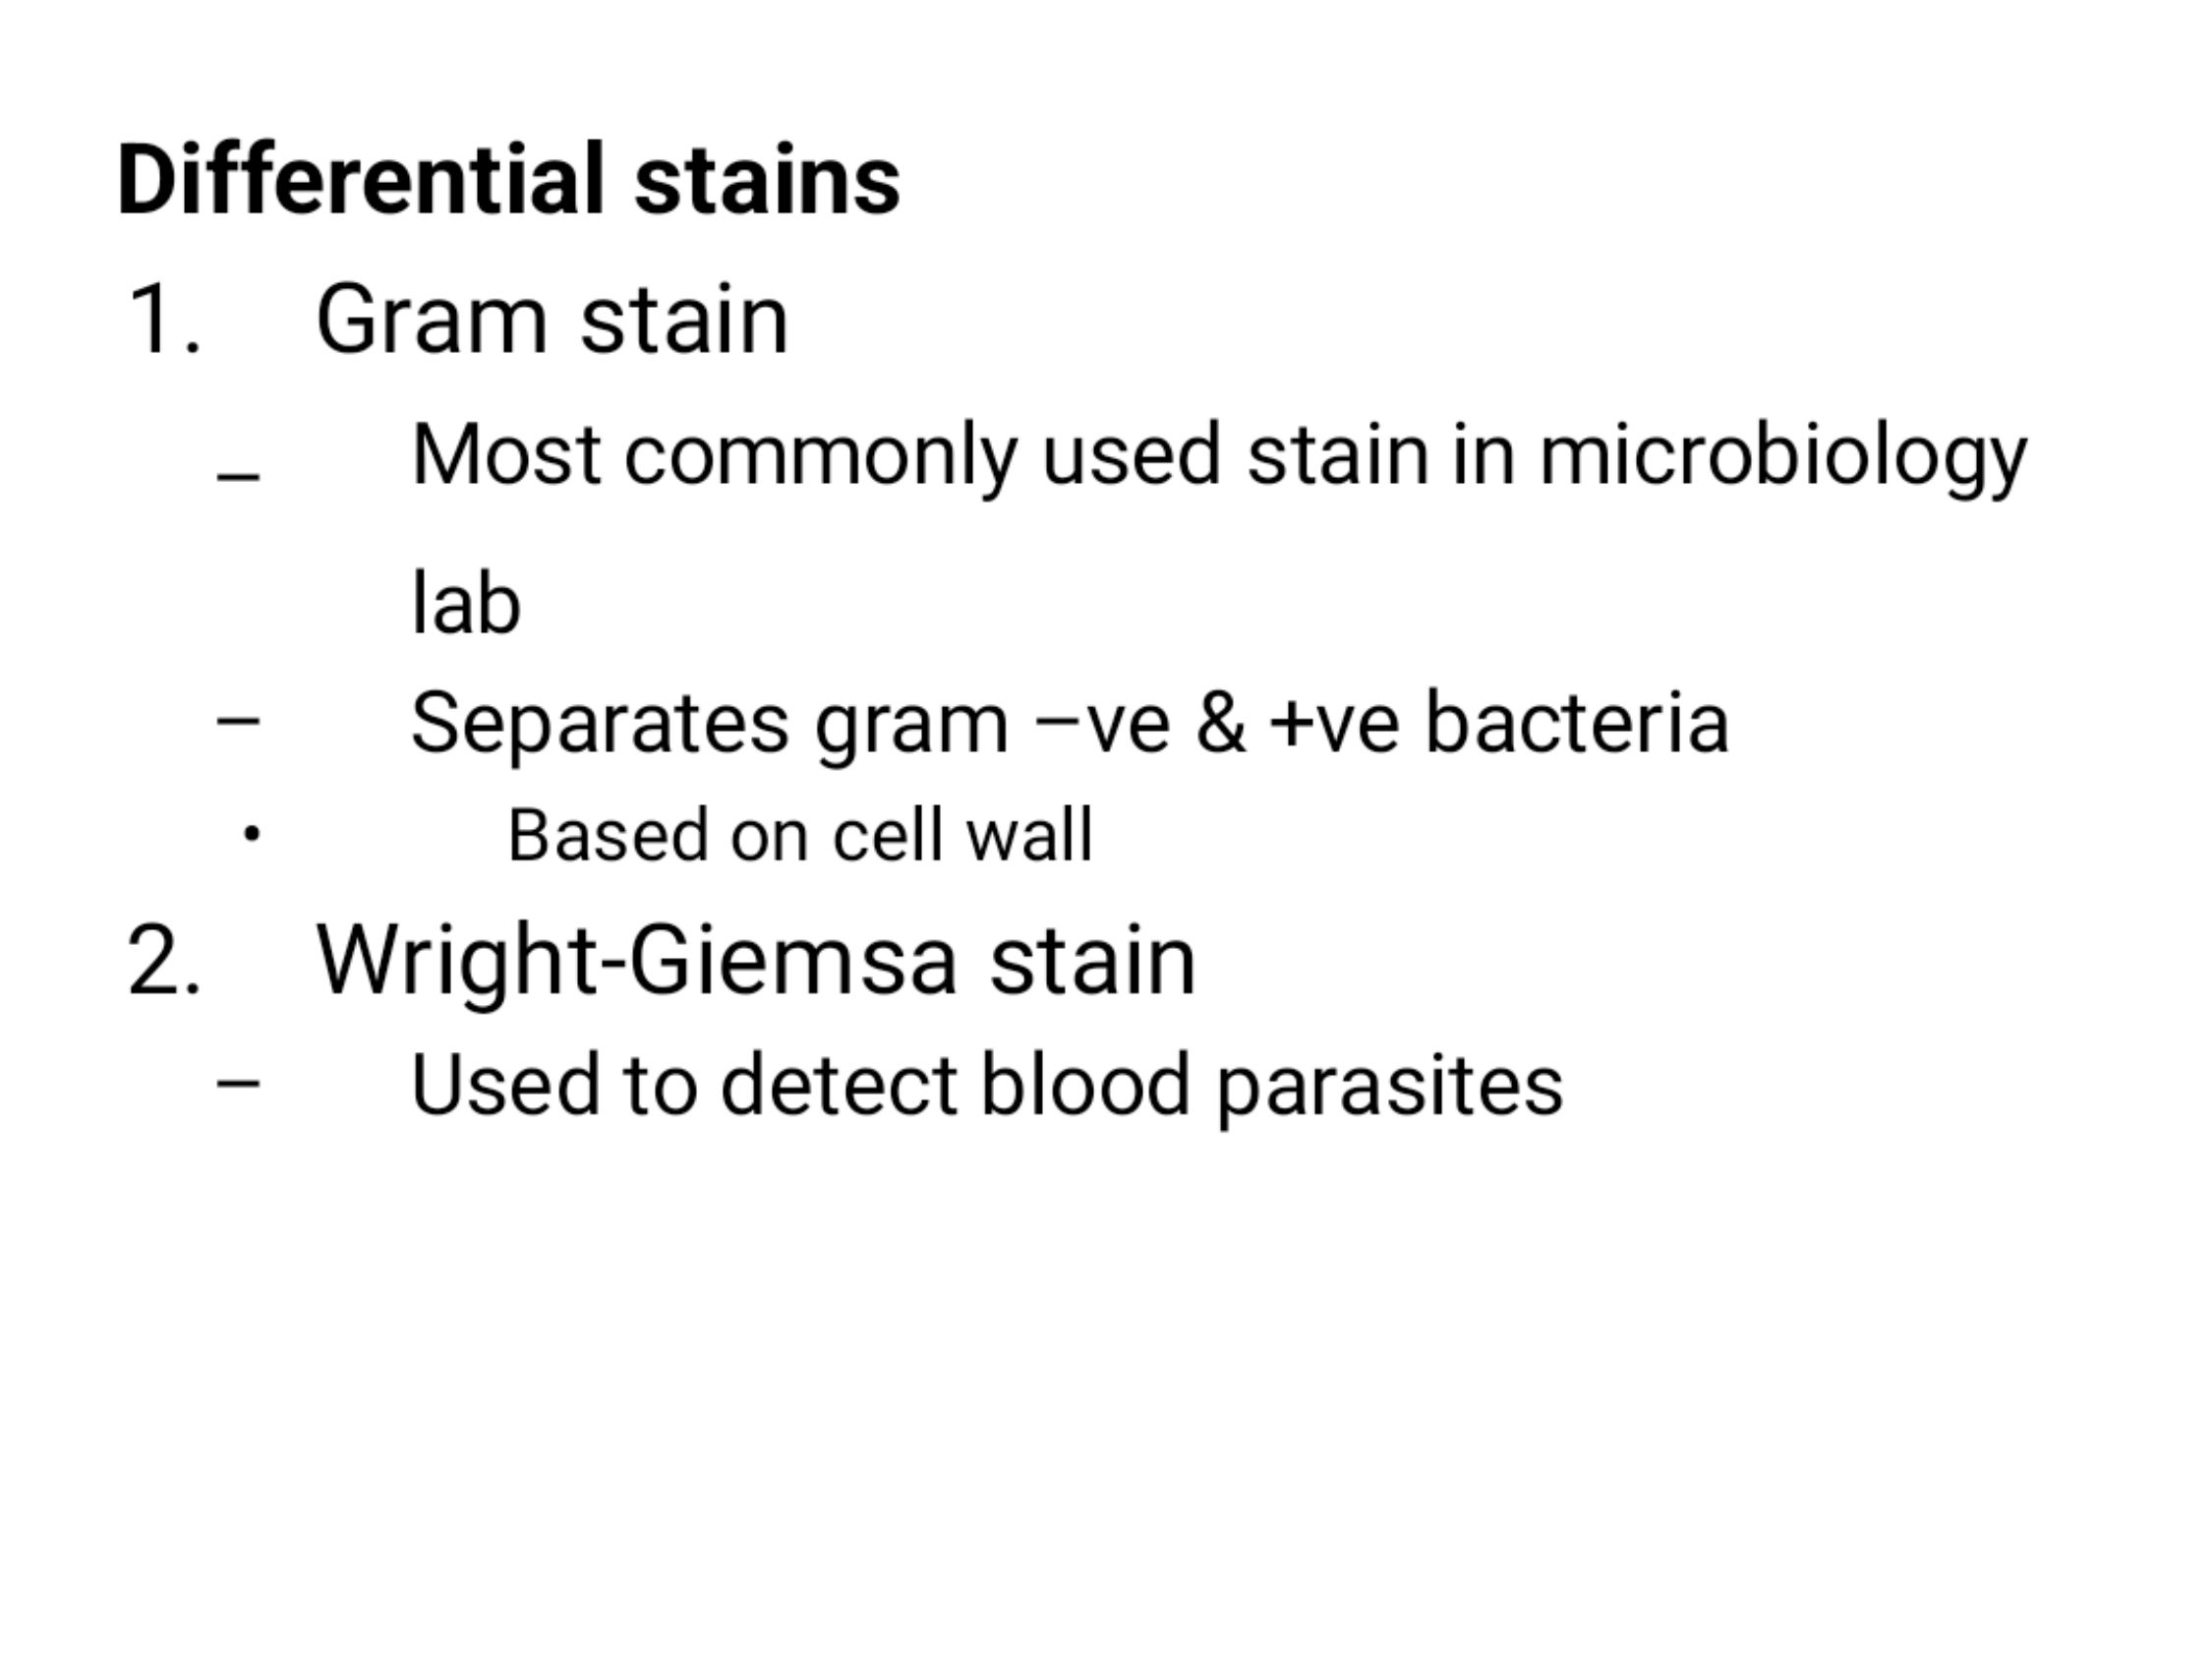 Differential stains
1. Gram stain
– Most commonly used stain in microbiology
lab
– Separates gram –ve & +ve bacteria
• Based on cell wall
2. Wright-Giemsa stain
– Used to detect blood parasites